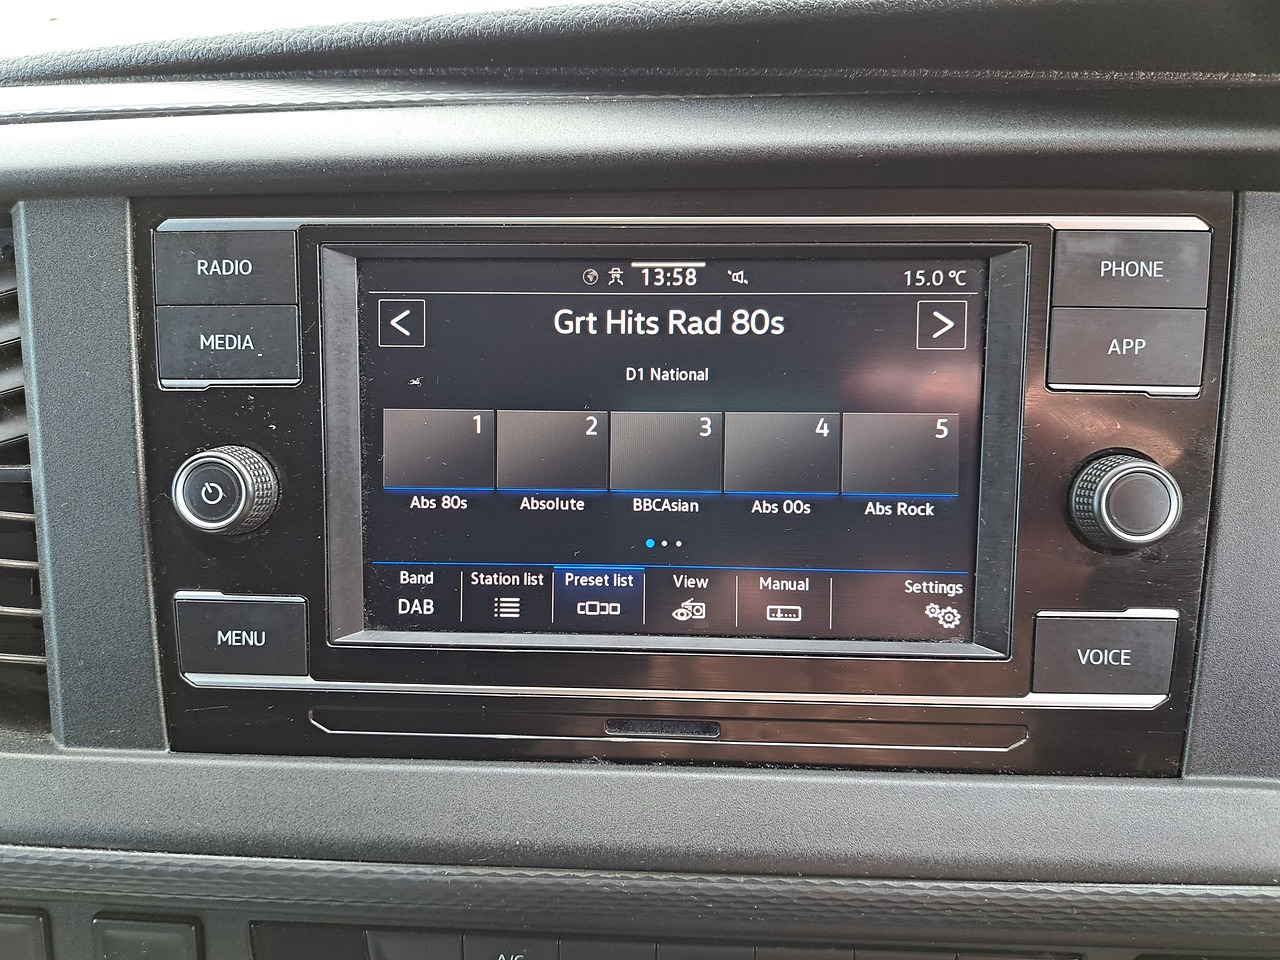 RADIO
MEDIA
MENU
13:58
15.0 °C
<
Grt Hits Rad 80s
>
D1 National
1
2
3
4
5
Abs 80s
Absolute
BBCAsian
Abs 00s
Abs Rock
Band
DAB
Station list
Preset list
View
Manual
Settings
PHONE
APP
VOICE
A/C